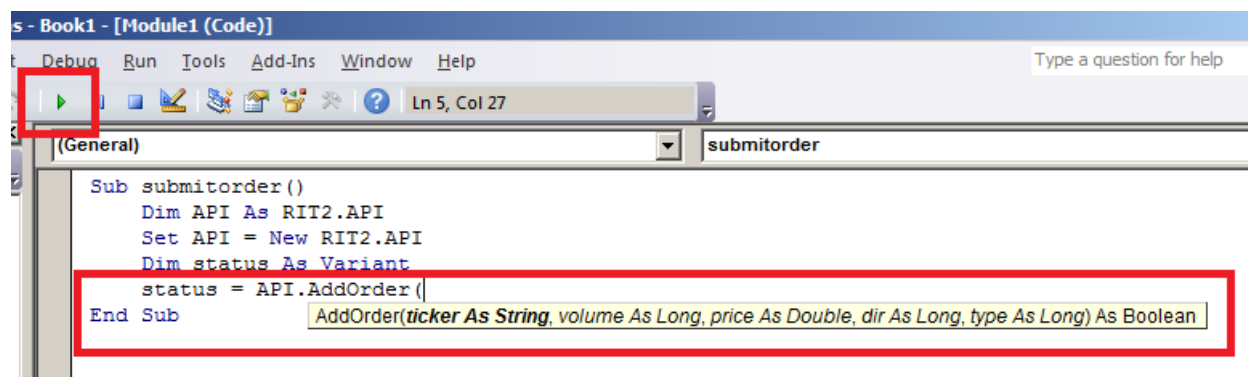 s - Book1 - [Module1 (Code)]
Debug Run Tools Add-Ins Window Help Type a question for help
Ln 5, Col 27
(General) submitorder
Sub submitorder()
Dim API As RIT2.API
Set API = New RIT2.API
Dim status As Variant
status = API.AddOrder(
End Sub AddOrder(ticker As String, volume As Long, price As Double, dir As Long, type As Long) As Boolean